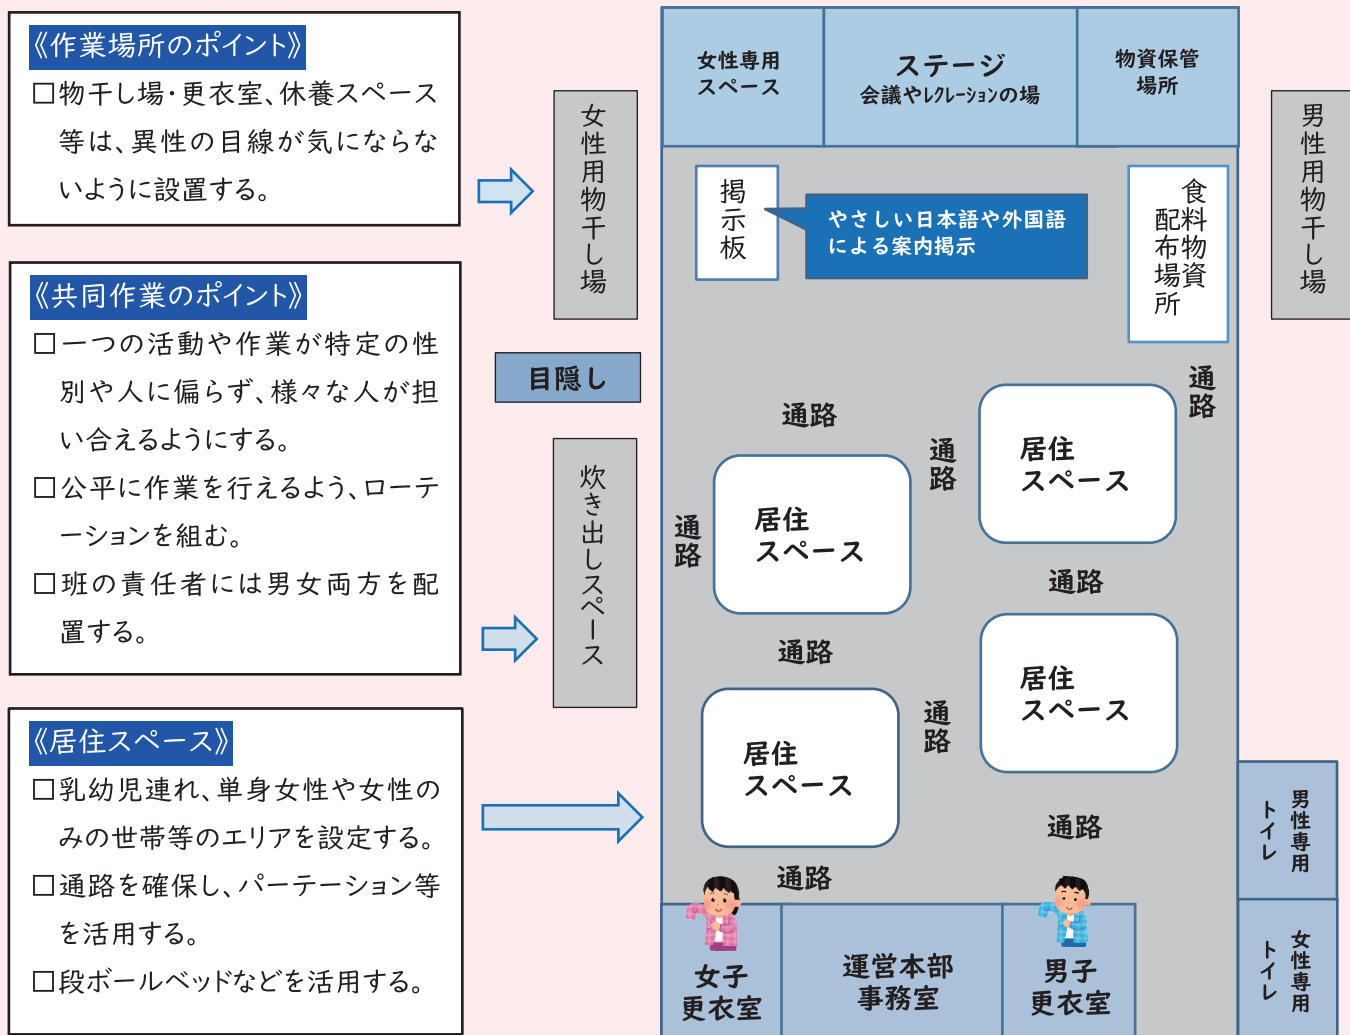 《作業場所のポイント》
□物干し場・更衣室、休養スペース
等は、異性の目線が気にならな
いように設置する。
《共同作業のポイント》
□一つの活動や作業が特定の性
別や人に偏らず、様々な人が担
い合えるようにする。
□公平に作業を行えるよう、ローテ
ーションを組む。
□班の責任者には男女両方を配
置する。
《居住スペース》
□乳幼児連れ、単身女性や女性の
みの世帯等のエリアを設定する。
□通路を確保し、パーテーション等
を活用する。
□段ボールベッドなどを活用する。
女性用物干し場
目隠し
炊き出しスペース
女性専用
スペース
ステージ
会議やレクレーションの場
物資保管
場所
掲示板
やさしい日本語や外国語
による案内掲示
食料物資
配布場所
男性用物干し場
通路
通路
通路
居住
スペース
通路
居住
スペース
通路
通路
居住
スペース
通路
居住
スペース
通路
通路
男性専用
トイレ
女性専用
トイレ
女子
更衣室
運営本部
事務室
男子
更衣室